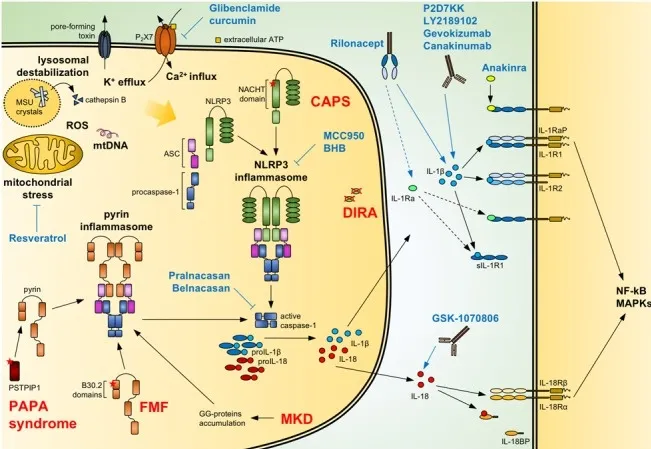 Glibenclamide
curcumin
pore-forming
toxin
P2X7
extracellular ATP
P2D7KK
LY2189102
Gevokizumab
Canakinumab
Rilonacept
Anakinra
lysosomal
destabilization
K+ efflux
Ca2+ influx
MSU
crystals
cathepsin B
NACHT
domain
CAPS
NLRP3
ROS
mtDNA
ASC
procaspase-1
MCC950
BHB
NLRP3
inflammasome
mitochondrial
stress
Resveratrol
pyrin
inflammasome
DIRA
IL-1RaP
IL-1R1
IL-1β
IL-1R2
IL-1Ra
sIL-1R1
Pralnacasan
Belnacasan
pyrin
active
caspase-1
proIL-1β
proIL-18
IL-1β
IL-18
NF-kB
MAPKs
GSK-1070806
PSTPIP1
B30.2
domains
PAPA
syndrome
FMF
GG-proteins
accumulation
MKD
IL-18
IL-18Rβ
IL-18Rα
IL-18BP